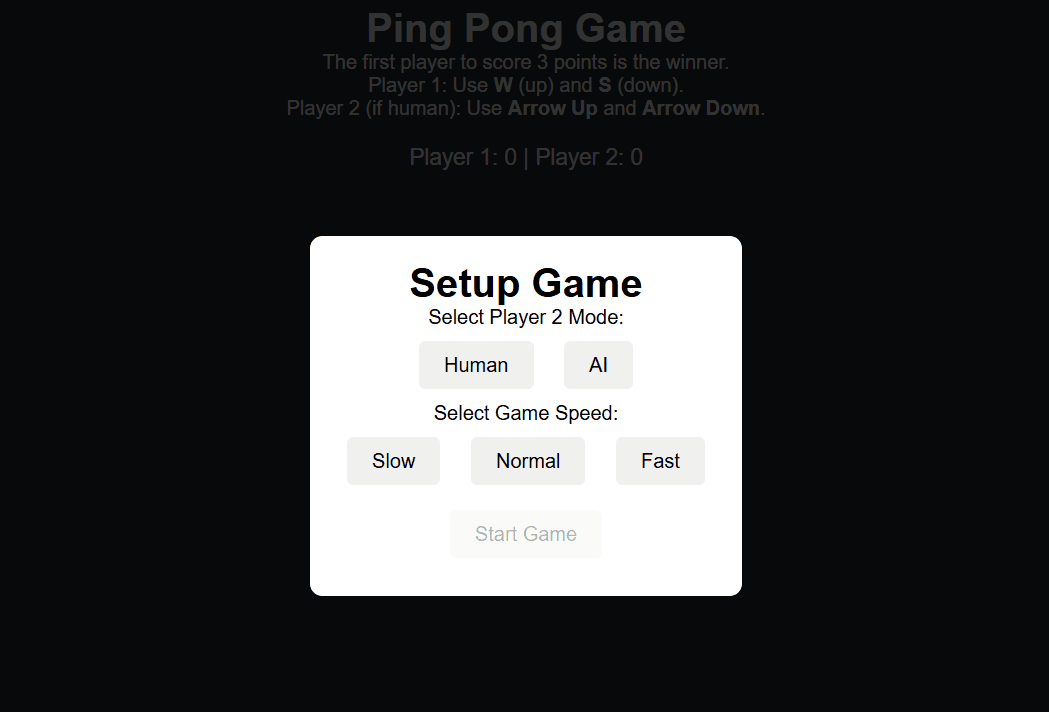 Ping Pong Game
The first player to score 3 points is the winner.
Player 1: Use W (up) and S (down).
Player 2 (if human): Use Arrow Up and Arrow Down.
Player 1: 0 | Player 2: 0
Setup Game
Select Player 2 Mode:
Human AI
Select Game Speed:
Slow Normal Fast
Start Game